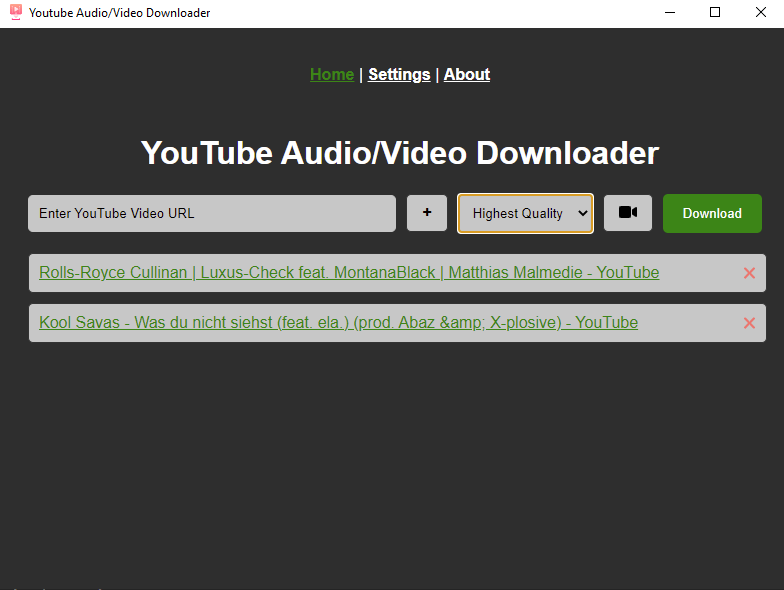 Youtube Audio/Video Downloader
Home | Settings | About
YouTube Audio/Video Downloader
Enter YouTube Video URL + Highest Quality Download
Rolls-Royce Cullinan | Luxus-Check feat. MontanaBlack | Matthias Malmedie - YouTube
Kool Savas - Was du nicht siehst (feat. ela.) (prod. Abaz &amp; X-plosive) - YouTube